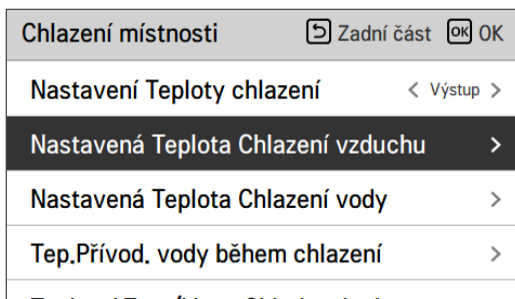 Chlazení místnosti Zadní část OK OK
Nastavení Teploty chlazení < Výstup >
Nastavená Teplota Chlazení vzduchu >
Nastavená Teplota Chlazení vody >
Tep.Přívod. vody během chlazení >